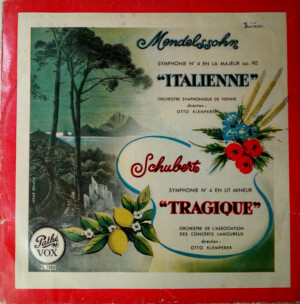 Mendelssohn
SYMPHONIE N° 4 EN LA MAJEUR op. 90
"ITALIENNE"
ORCHESTRE SYMPHONIQUE DE VIENNE
direction :
OTTO KLEMPERER
Schubert
SYMPHONIE N° 4 EN UT MINEUR
"TRAGIQUE"
ORCHESTRE DE L'ASSOCIATION
DES CONCERTS LAMOUREUX
direction :
OTTO KLEMPERER
Pathé
VOX